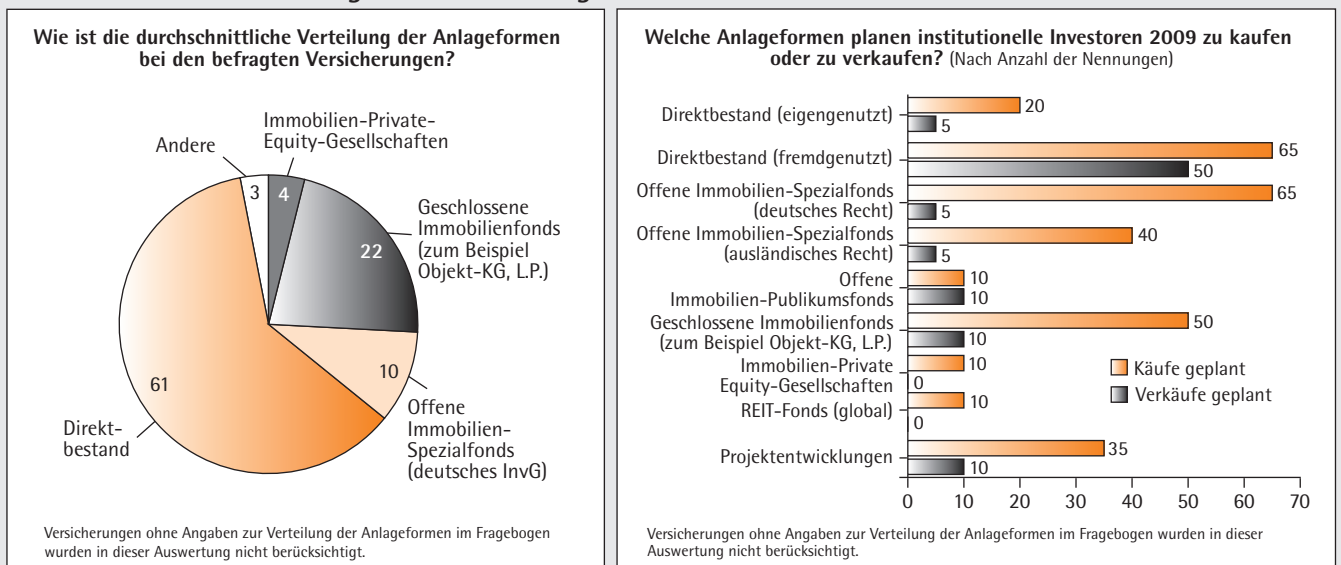 Wie ist die durchschnittliche Verteilung der Anlageformen
bei den befragten Versicherungen?
Immobilien-Private-
Equity-Gesellschaften
Andere
3
4
Geschlossene
Immobilienfonds
(zum Beispiel
Objekt-KG, L.P.)
22
10
61
Offene
Immobilien-
Spezialfonds
(deutsches InvG)
Direkt-
bestand
Versicherungen ohne Angaben zur Verteilung der Anlageformen im Fragebogen
wurden in dieser Auswertung nicht berücksichtigt.
Welche Anlageformen planen institutionelle Investoren 2009 zu kaufen
oder zu verkaufen? (Nach Anzahl der Nennungen)
Direktbestand (eigengenutzt)
20
5
Direktbestand (fremdgenutzt)
65
50
Offene Immobilien-Spezialfonds
(deutsches Recht)
65
5
Offene Immobilien-Spezialfonds
(ausländisches Recht)
40
5
Offene
Immobilien-Publikumsfonds
10
10
Geschlossene Immobilienfonds
(zum Beispiel Objekt-KG, L.P.)
50
10
Immobilien-Private
Equity-Gesellschaften
10
0
REIT-Fonds (global)
10
0
Projektentwicklungen
35
10
Käufe geplant
Verkäufe geplant
0 10 20 30 40 50 60 70
Versicherungen ohne Angaben zur Verteilung der Anlageformen im Fragebogen wurden in dieser
Auswertung nicht berücksichtigt.